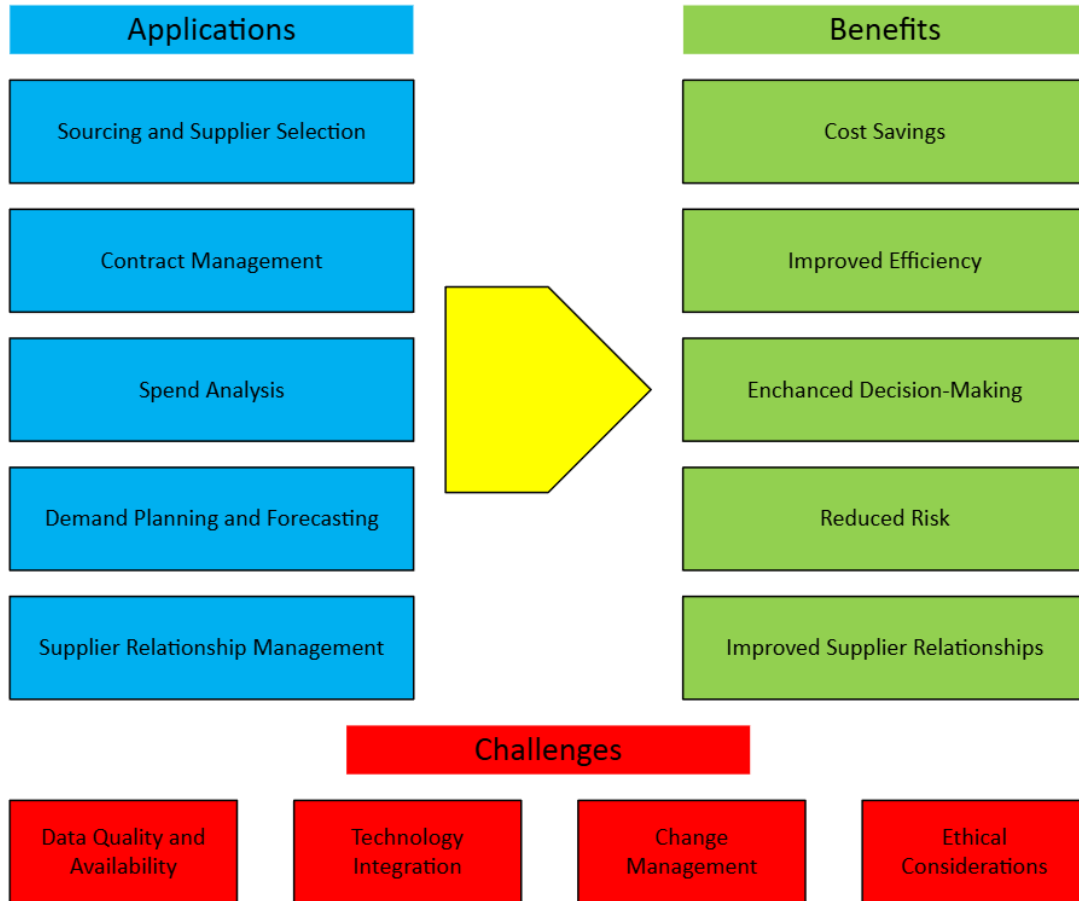 Applications
Sourcing and Supplier Selection
Contract Management
Spend Analysis
Demand Planning and Forecasting
Supplier Relationship Management
Benefits
Cost Savings
Improved Efficiency
Enchanced Decision-Making
Reduced Risk
Improved Supplier Relationships
Challenges
Data Quality and
Availability
Technology
Integration
Change
Management
Ethical
Considerations